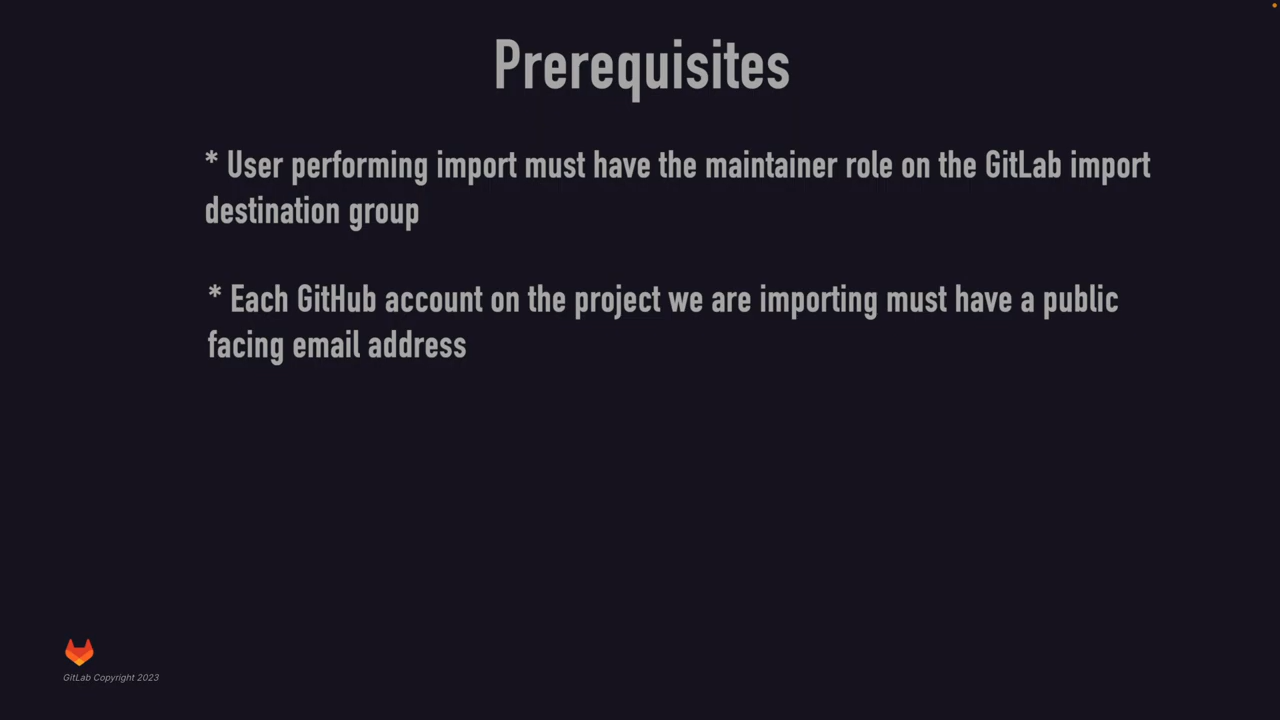 Prerequisites
* User performing import must have the maintainer role on the GitLab import
destination group
* Each GitHub account on the project we are importing must have a public
facing email address
GitLab Copyright 2023